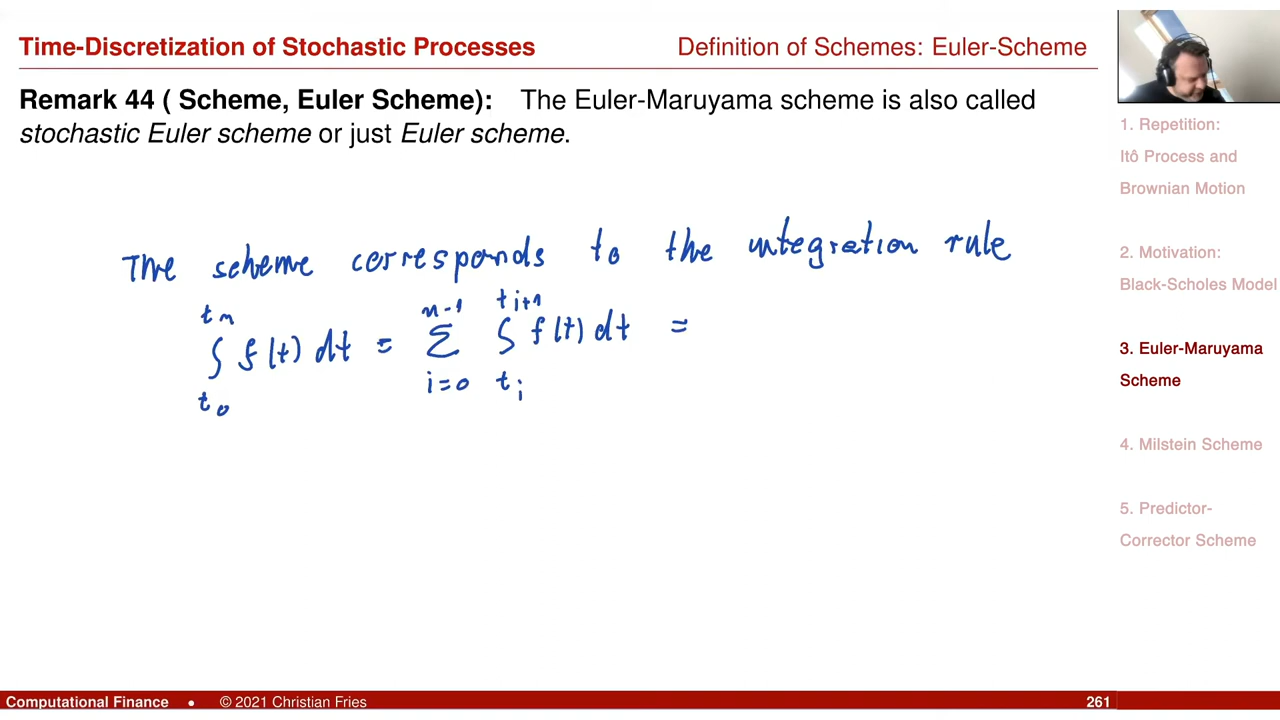 Time-Discretization of Stochastic Processes
Definition of Schemes: Euler-Scheme
Remark 44 ( Scheme, Euler Scheme): The Euler-Maruyama scheme is also called
stochastic Euler scheme or just Euler scheme.
The scheme corresponds to the integration rule
∫_{t_0}^{t_n} f(t) dt = ∑_{i=0}^{n-1} ∫_{t_i}^{t_{i+1}} f(t) dt =
1. Repetition:
Itô Process and
Brownian Motion
2. Motivation:
Black-Scholes Model
3. Euler-Maruyama
Scheme
4. Milstein Scheme
5. Predictor-
Corrector Scheme
Computational Finance • © 2021 Christian Fries
261